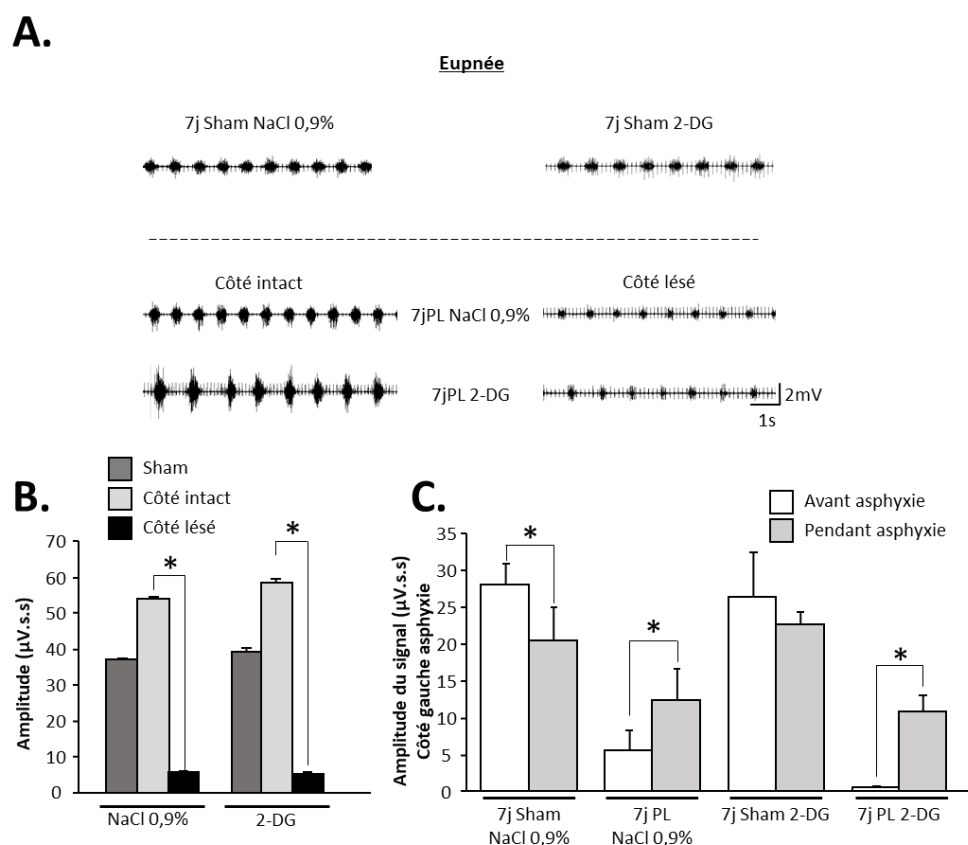 A.
Eupnée
7j Sham NaCl 0,9%
7j Sham 2-DG
Côté intact
Côté lésé
7jPL NaCl 0,9%
7jPL 2-DG
2mV
1s
B.
Sham
Côté intact
Côté lésé
Amplitude (µV.s.s)
70
60
50
40
30
20
10
0
*
*
NaCl 0,9%
2-DG
C.
Avant asphyxie
Pendant asphyxie
Amplitude du signal (µV.s.s)
Côté gauche asphyxie
35
30
25
20
15
10
5
0
*
*
*
7j Sham
NaCl 0,9%
7j PL
NaCl 0,9%
7j Sham 2-DG
7j PL 2-DG